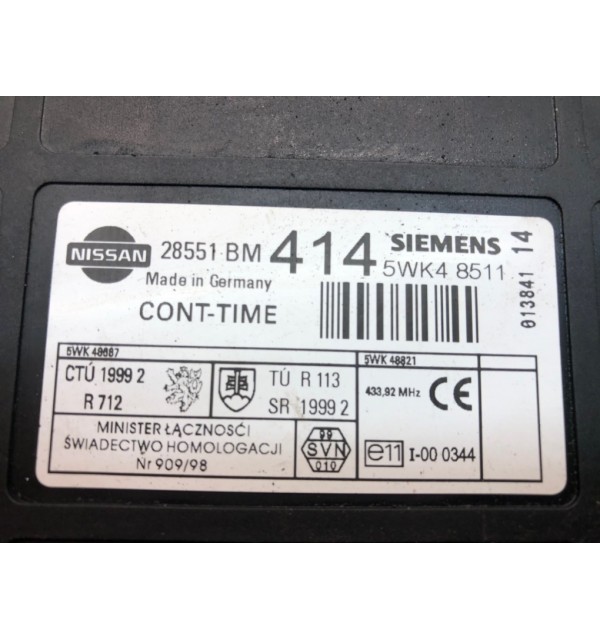 NISSAN 28551 BM 414 SIEMENS
5WK4 8511
Made in Germany
CONT-TIME
013841 14
5WK 48687
CTÚ 1999 2
R 712
TÚ R 113
SR 1999 2
5WK 48821
433,92 MHz CE
MINISTER ŁĄCZNOŚCI
ŚWIADECTWO HOMOLOGACJI
Nr 909/98
99
SVN
010
e11 I-00 0344